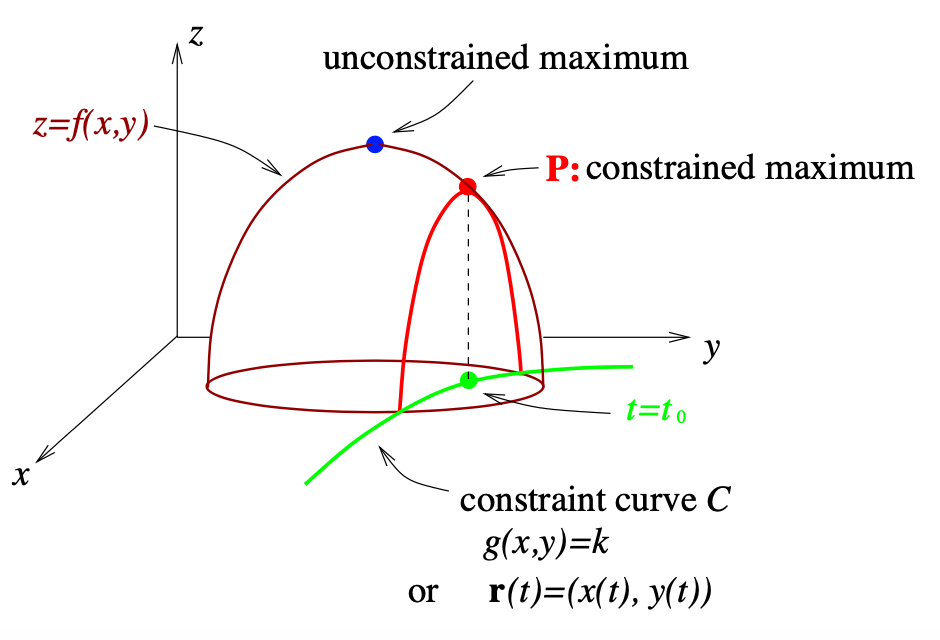 z
unconstrained maximum
z=f(x,y)
P: constrained maximum
y
t=t₀
x
constraint curve C
g(x,y)=k
or r(t)=(x(t), y(t))